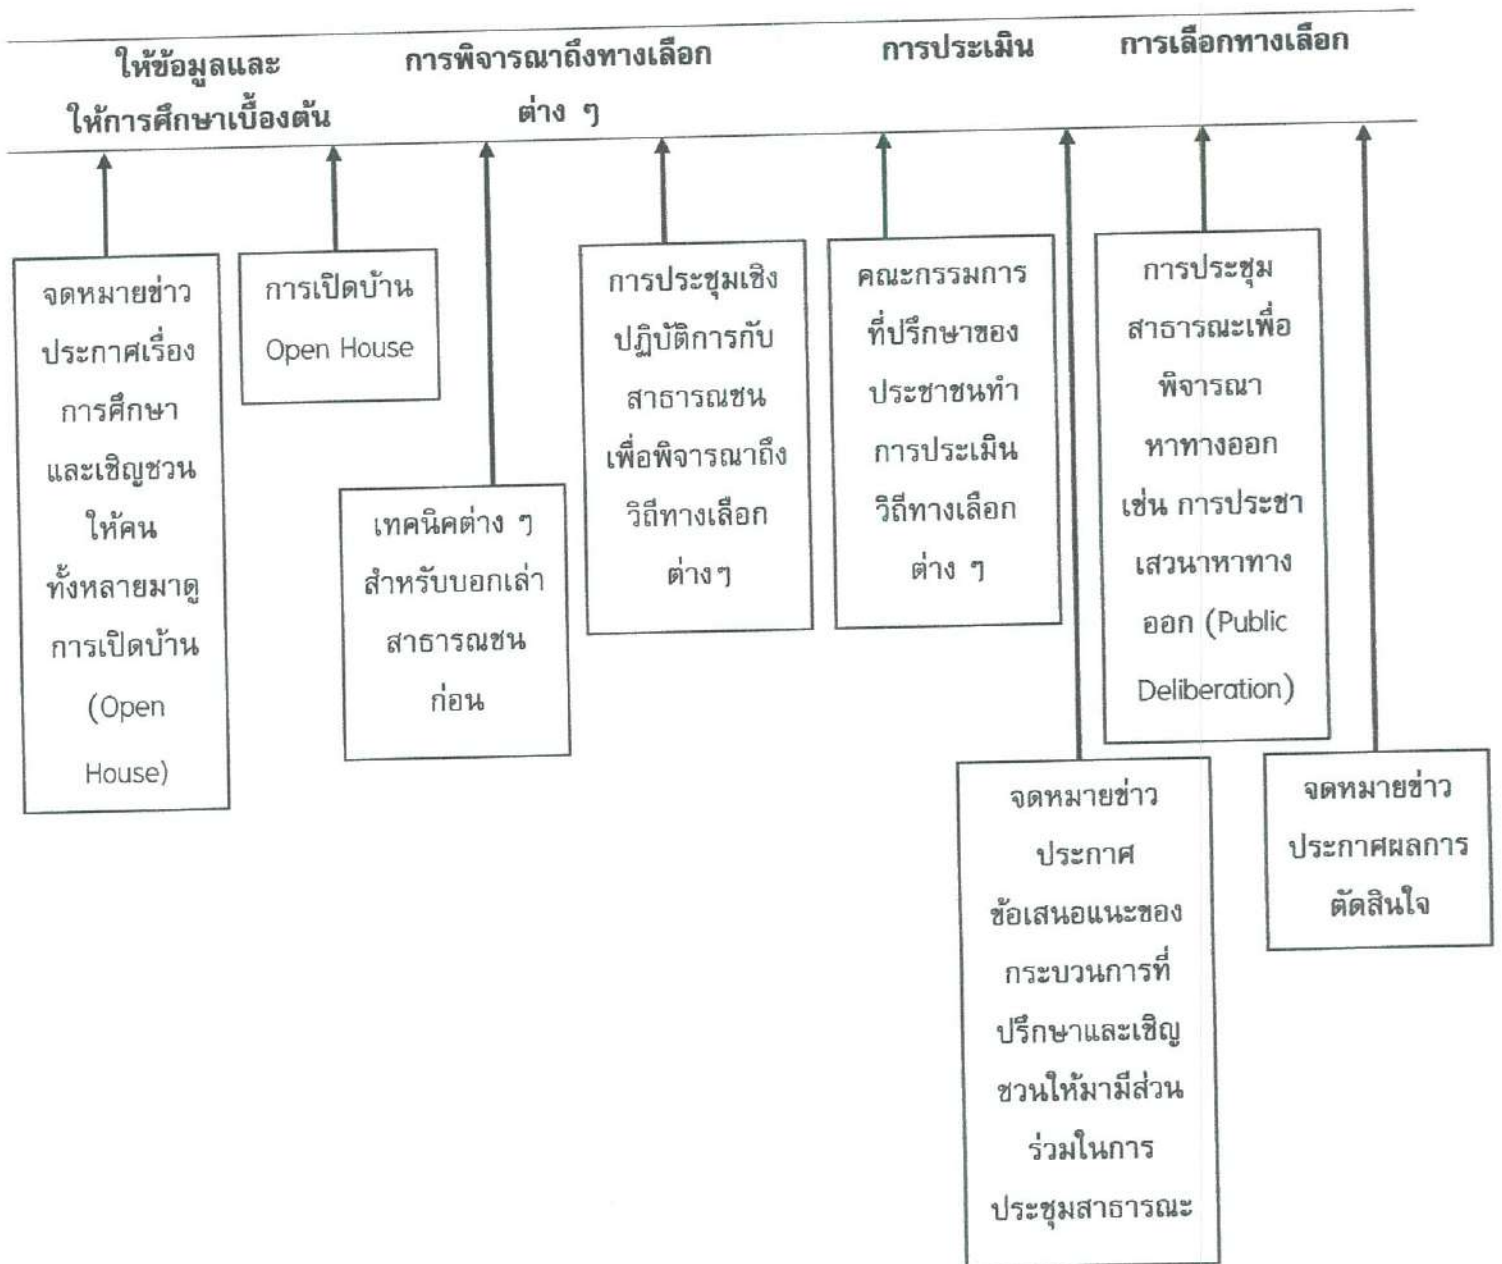 ให้ข้อมูลและ
ให้การศึกษาเบื้องต้น
การพิจารณาถึงทางเลือก
ต่าง ๆ
การประเมิน
การเลือกทางเลือก
จดหมายข่าว
ประกาศเรื่อง
การศึกษา
และเชิญชวน
ให้คน
ทั้งหลายมาดู
การเปิดบ้าน
(Open
House)
การเปิดบ้าน
Open House
เทคนิคต่าง ๆ
สำหรับบอกเล่า
สาธารณชน
ก่อน
การประชุมเชิง
ปฏิบัติการกับ
สาธารณชน
เพื่อพิจารณาถึง
วิถีทางเลือก
ต่างๆ
คณะกรรมการ
ที่ปรึกษาของ
ประชาชนทำ
การประเมิน
วิถีทางเลือก
ต่าง ๆ
จดหมายข่าว
ประกาศ
ข้อเสนอแนะของ
กระบวนการที่
ปรึกษาและเชิญ
ชวนให้มามีส่วน
ร่วมในการ
ประชุมสาธารณะ
การประชุม
สาธารณะเพื่อ
พิจารณา
หาทางออก
เช่น การประชา
เสวนาหาทาง
ออก (Public
Deliberation)
จดหมายข่าว
ประกาศผลการ
ตัดสินใจ